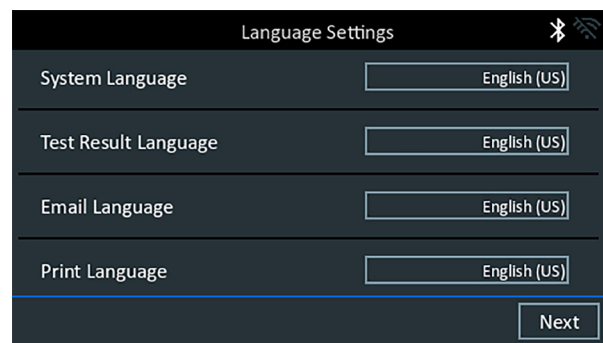 Language Settings
System Language English (US)
Test Result Language English (US)
Email Language English (US)
Print Language English (US)
Next